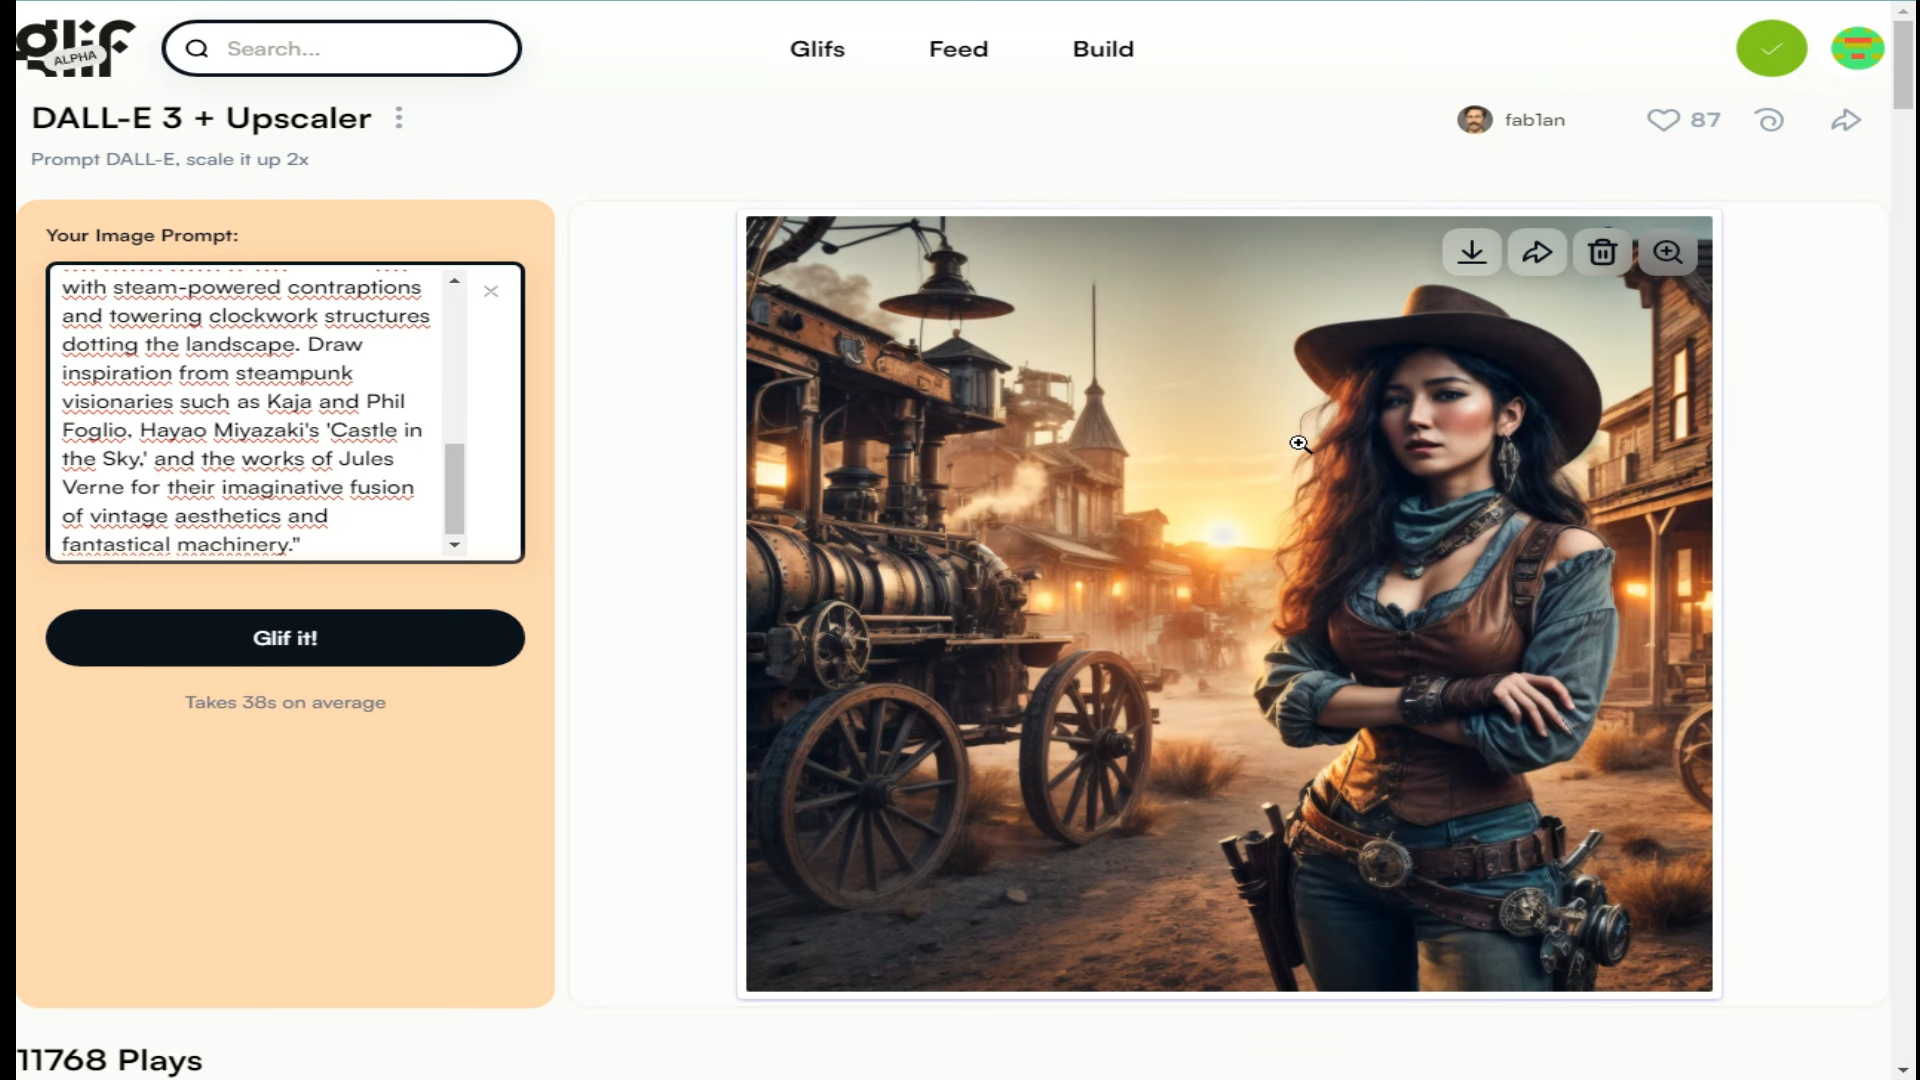 glif
ALPHA
Search...
Glifs
Feed
Build
DALL-E 3 + Upscaler
fab1an
87
Prompt DALL-E, scale it up 2x
Your Image Prompt:
with steam-powered contraptions
and towering clockwork structures
dotting the landscape. Draw
inspiration from steampunk
visionaries such as Kaja and Phil
Foglio, Hayao Miyazaki's 'Castle in
the Sky,' and the works of Jules
Verne for their imaginative fusion
of vintage aesthetics and
fantastical machinery."
Glif it!
Takes 38s on average
11768 Plays